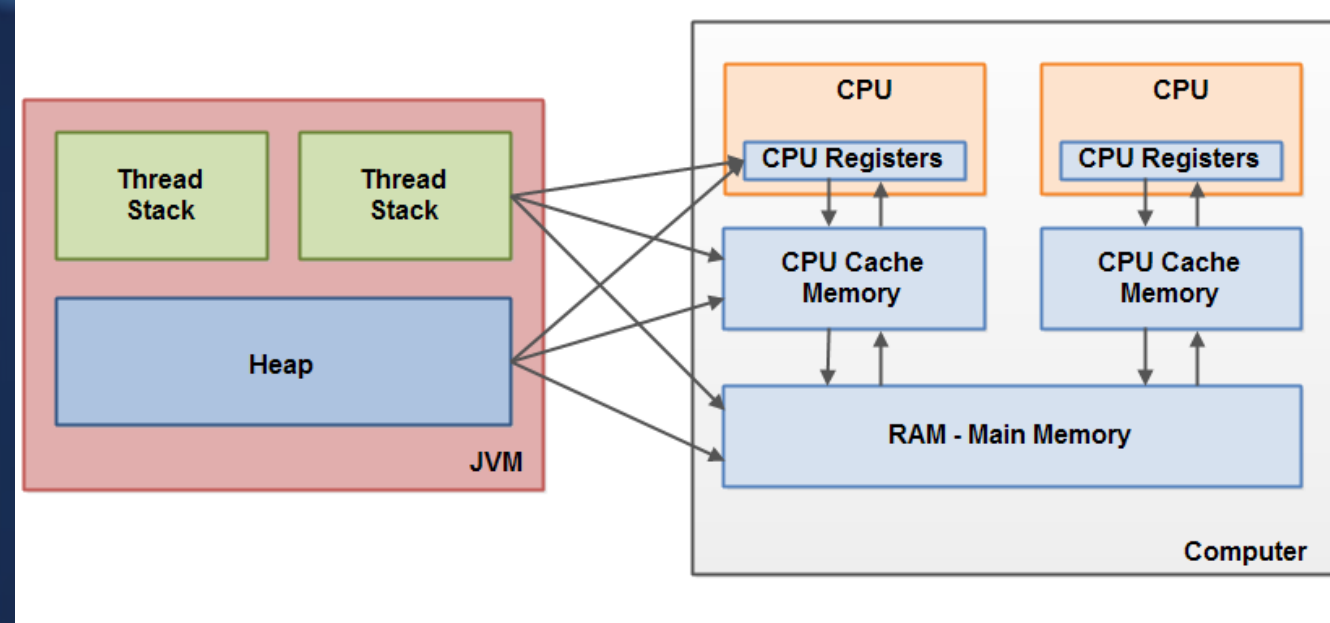 Thread
Stack
Thread
Stack
Heap
JVM
CPU
CPU Registers
CPU Cache
Memory
CPU
CPU Registers
CPU Cache
Memory
RAM - Main Memory
Computer